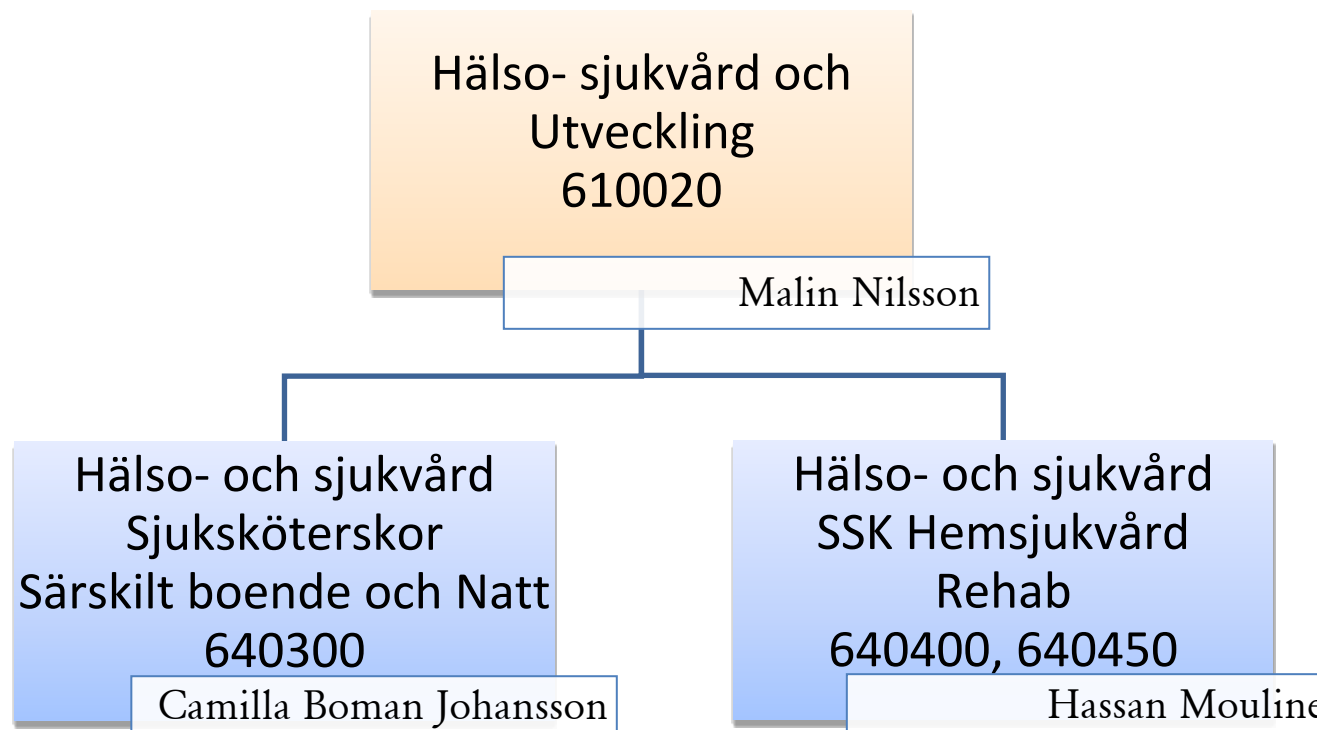 Hälso- sjukvård och
Utveckling
610020
Malin Nilsson
Hälso- och sjukvård
Sjuksköterskor
Särskilt boende och Natt
640300
Camilla Boman Johansson
Hälso- och sjukvård
SSK Hemsjukvård
Rehab
640400, 640450
Hassan